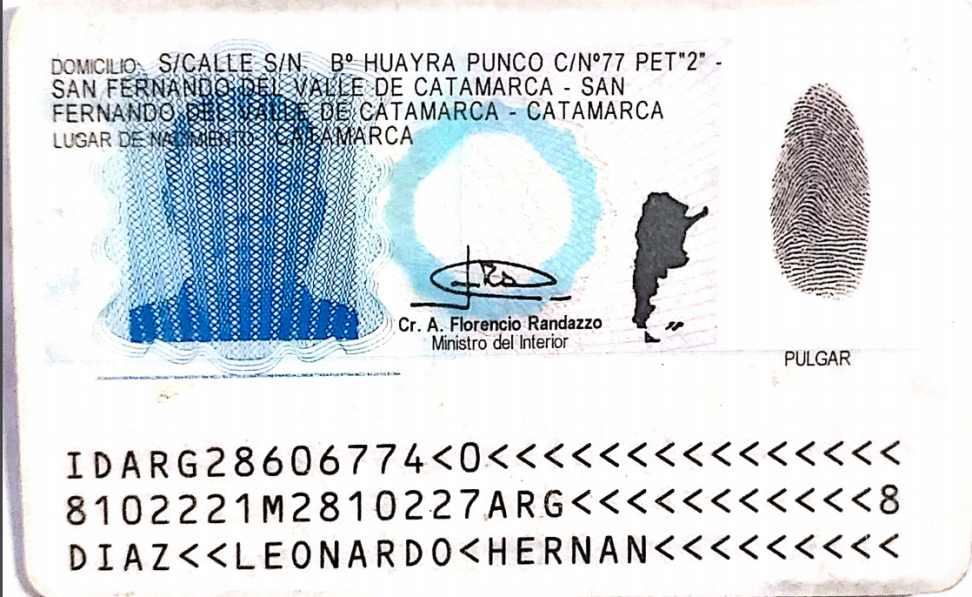 DOMICILIO: S/CALLE S/N Bº HUAYRA PUNCO C/Nº77 PET"2" -
SAN FERNANDO DEL VALLE DE CATAMARCA - SAN
FERNANDO DEL VALLE DE CATAMARCA - CATAMARCA
LUGAR DE NACIMIENTO: CATAMARCA
Cr. A. Florencio Randazzo
Ministro del Interior
PULGAR
IDARG28606774<0<<<<<<<<<<<<<<<
8102221M2810227ARG<<<<<<<<<<<8
DIAZ<<LEONARDO<HERNAN<<<<<<<<<